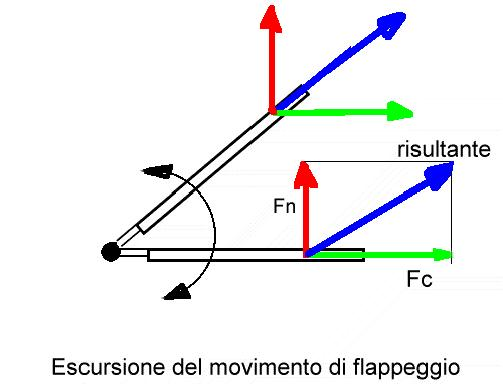 risultante
Fn
Fc
Escursione del movimento di flappeggio